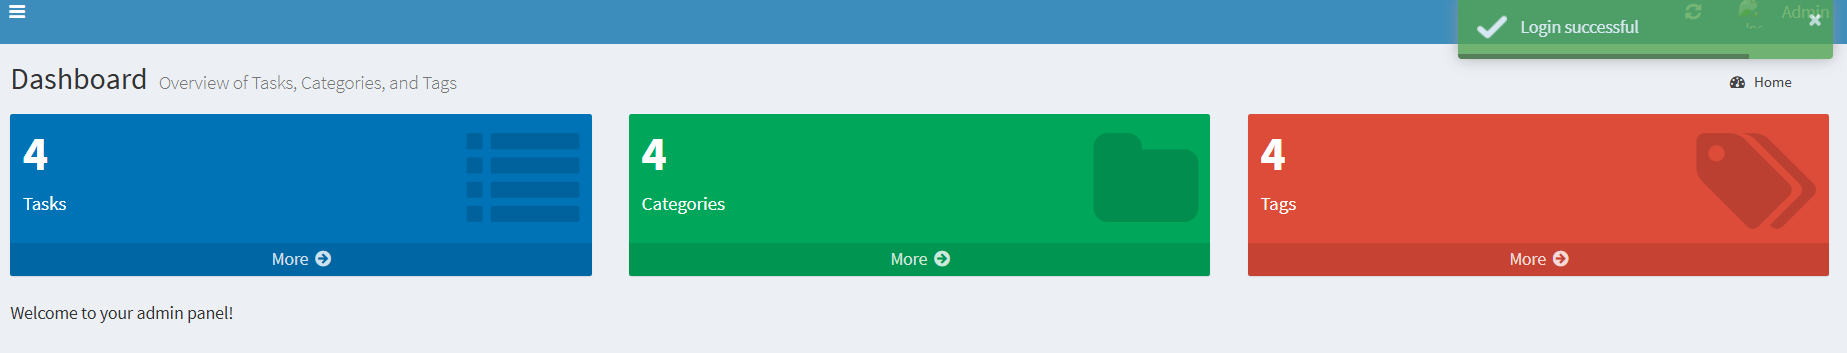 Admin
Login successful
×
Dashboard Overview of Tasks, Categories, and Tags
Home
4
Tasks
More
4
Categories
More
4
Tags
More
Welcome to your admin panel!